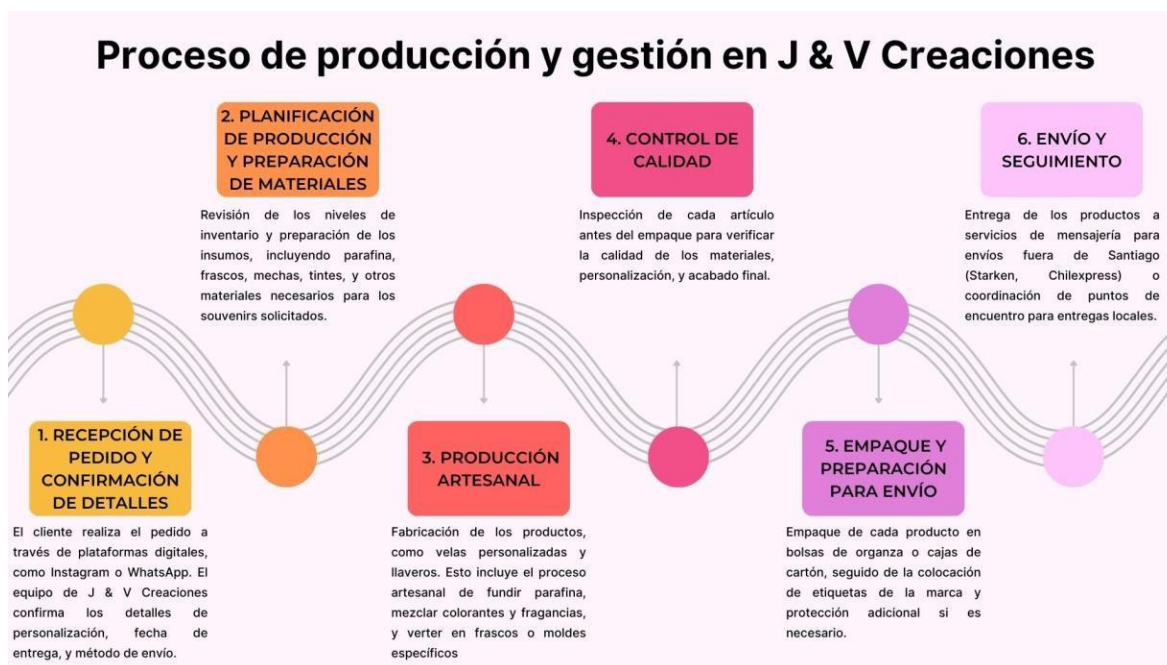 Proceso de producción y gestión en J & V Creaciones
1. RECEPCIÓN DE
PEDIDO Y
CONFIRMACIÓN
DE DETALLES
El cliente realiza el pedido a
través de plataformas digitales,
como Instagram o WhatsApp. El
equipo de J & V Creaciones
confirma los detalles de
personalización, fecha de
entrega, y método de envío.
2. PLANIFICACIÓN
DE PRODUCCIÓN
Y PREPARACIÓN
DE MATERIALES
Revisión de los niveles de
inventario y preparación de los
insumos, incluyendo parafina,
frascos, mechas, tintes, y otros
materiales necesarios para los
souvenirs solicitados.
3. PRODUCCIÓN
ARTESANAL
Fabricación de los productos,
como velas personalizadas y
llaveros. Esto incluye el proceso
artesanal de fundir parafina,
mezclar colorantes y fragancias,
y verter en frascos o moldes
específicos
4. CONTROL DE
CALIDAD
Inspección de cada artículo
antes del empaque para verificar
la calidad de los materiales,
personalización, y acabado final.
5. EMPAQUE Y
PREPARACIÓN
PARA ENVÍO
Empaque de cada producto en
bolsas de organza o cajas de
cartón, seguido de la colocación
de etiquetas de la marca y
protección adicional si es
necesario.
6. ENVÍO Y
SEGUIMIENTO
Entrega de los productos a
servicios de mensajería para
envíos fuera de Santiago
(Starken, Chilexpress) o
coordinación de puntos de
encuentro para entregas locales.